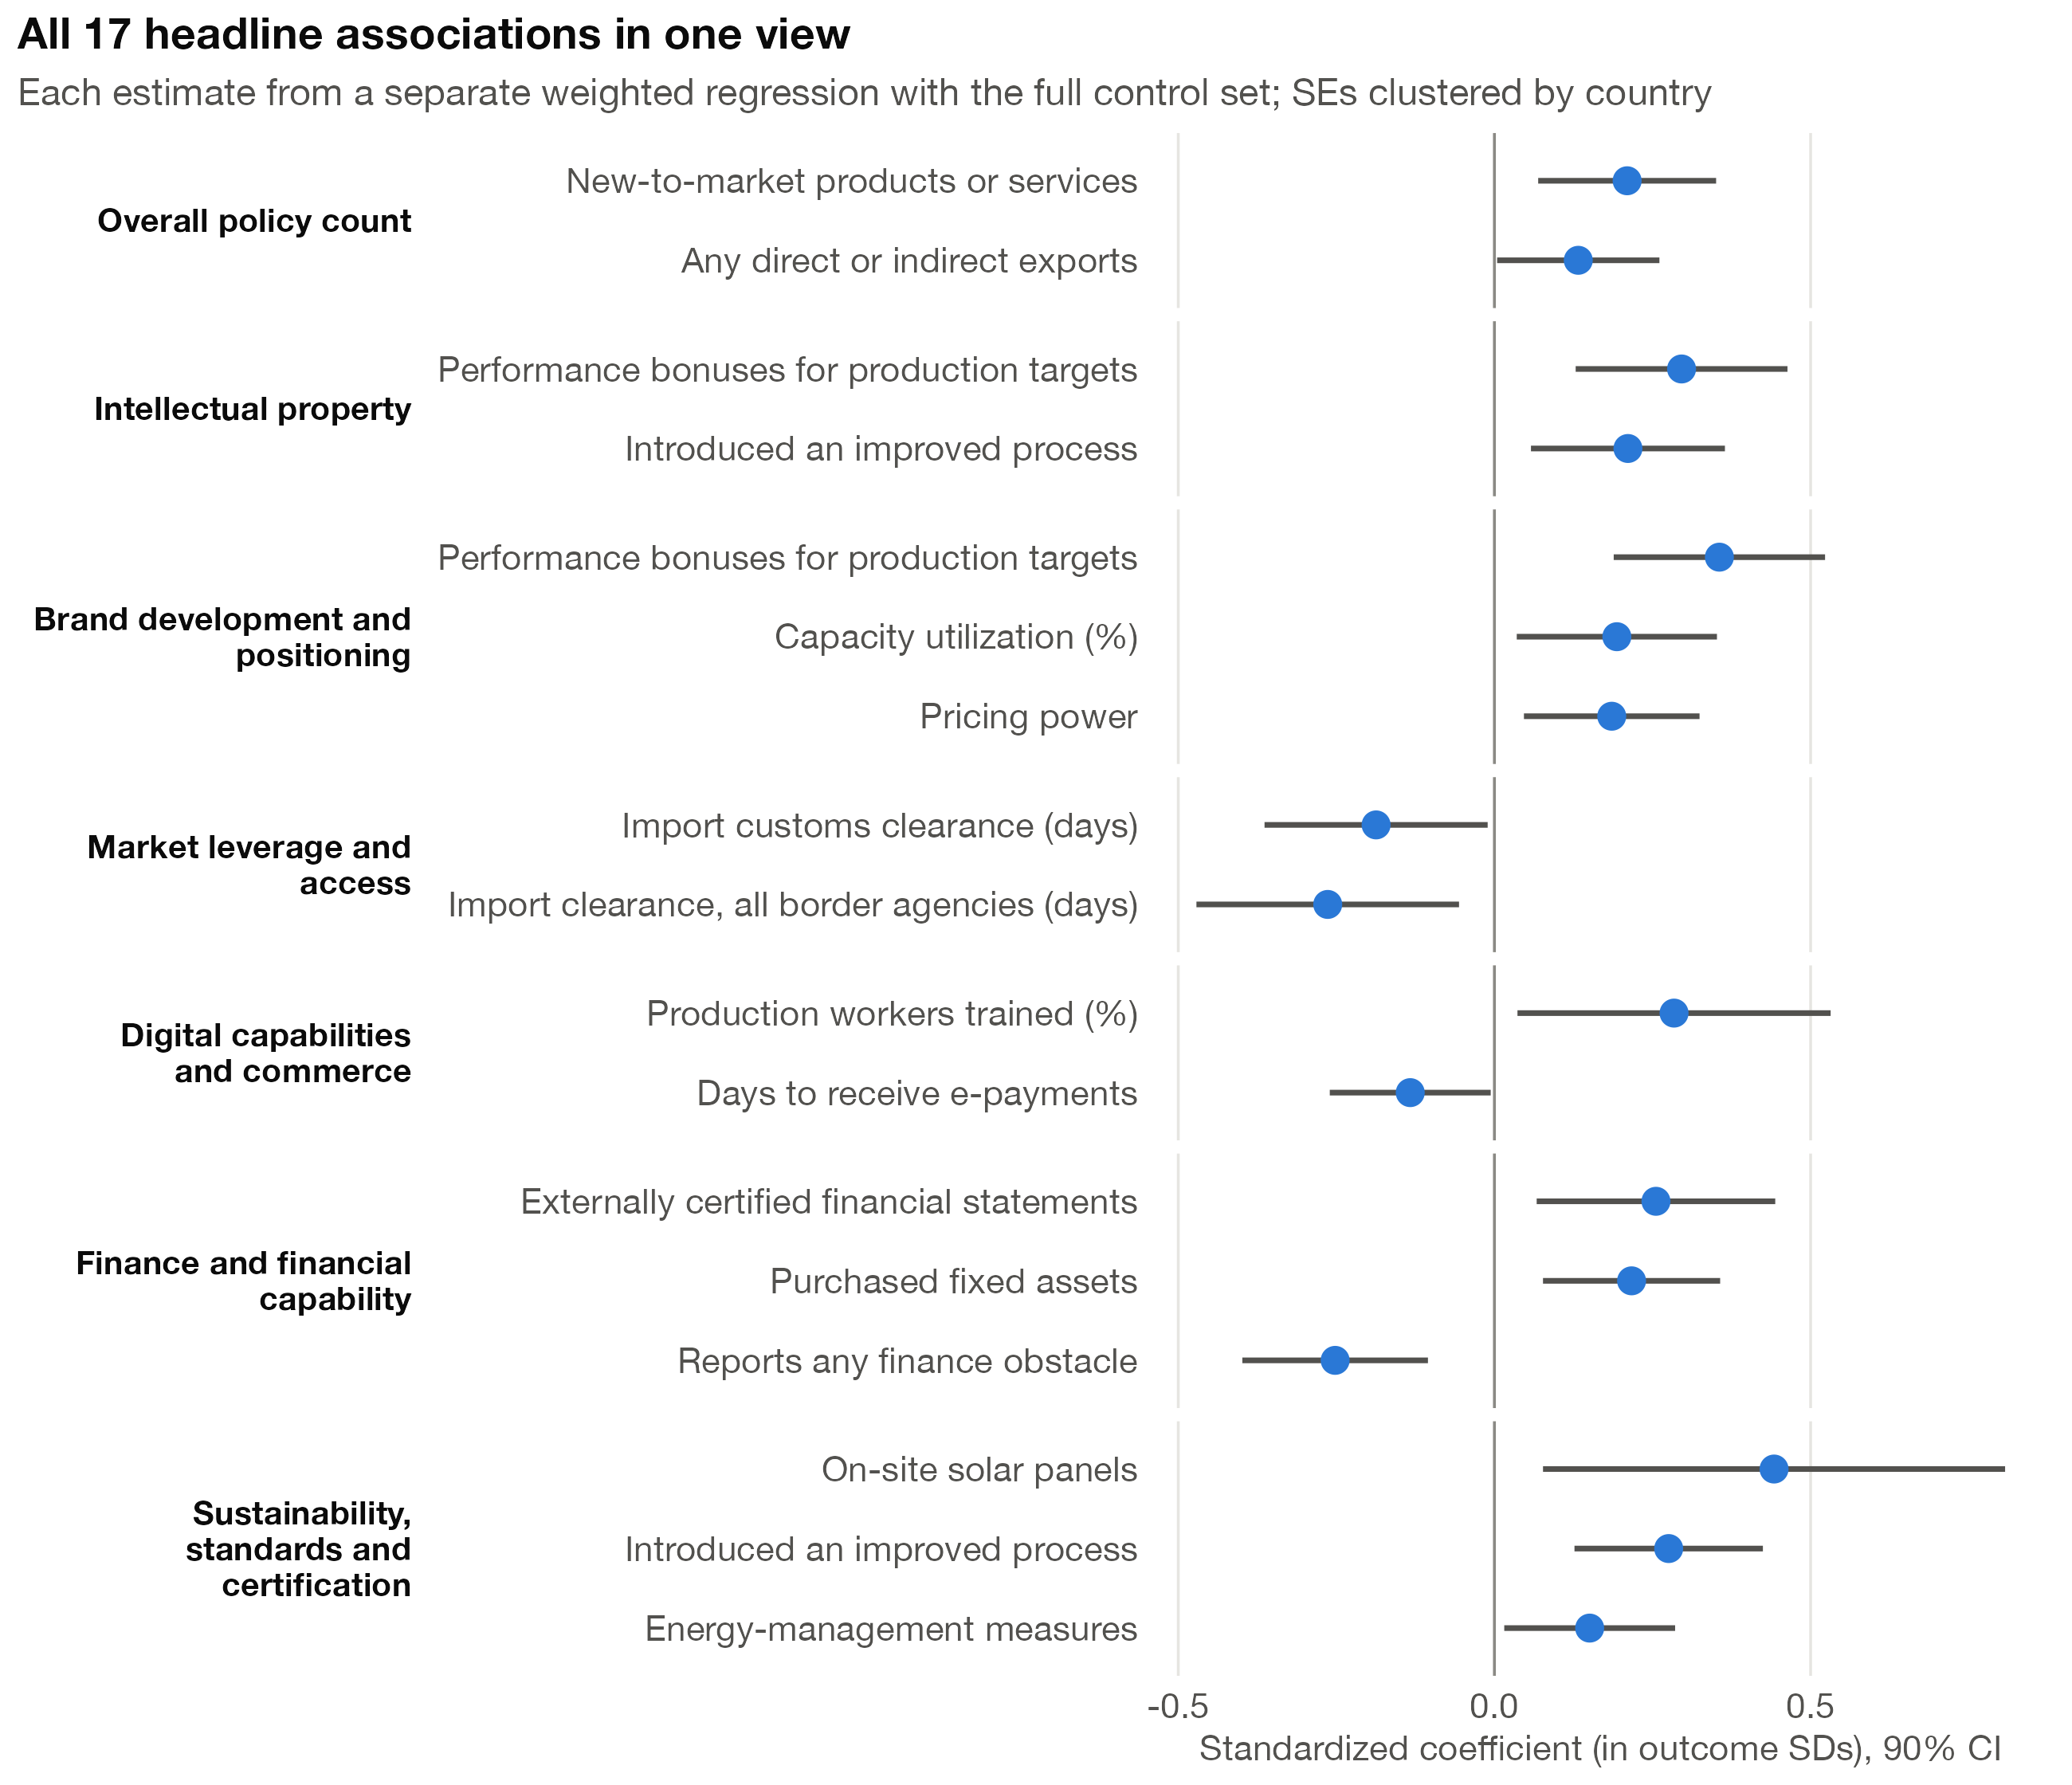 All 17 headline associations in one view
Each estimate from a separate weighted regression with the full control set; SEs clustered by country
Overall policy count
New-to-market products or services
Any direct or indirect exports
Intellectual property
Performance bonuses for production targets
Introduced an improved process
Brand development and
positioning
Performance bonuses for production targets
Capacity utilization (%)
Pricing power
Market leverage and
access
Import customs clearance (days)
Import clearance, all border agencies (days)
Digital capabilities
and commerce
Production workers trained (%)
Days to receive e-payments
Finance and financial
capability
Externally certified financial statements
Purchased fixed assets
Reports any finance obstacle
Sustainability,
standards and
certification
On-site solar panels
Introduced an improved process
Energy-management measures
-0.5 0.0 0.5
Standardized coefficient (in outcome SDs), 90% CI